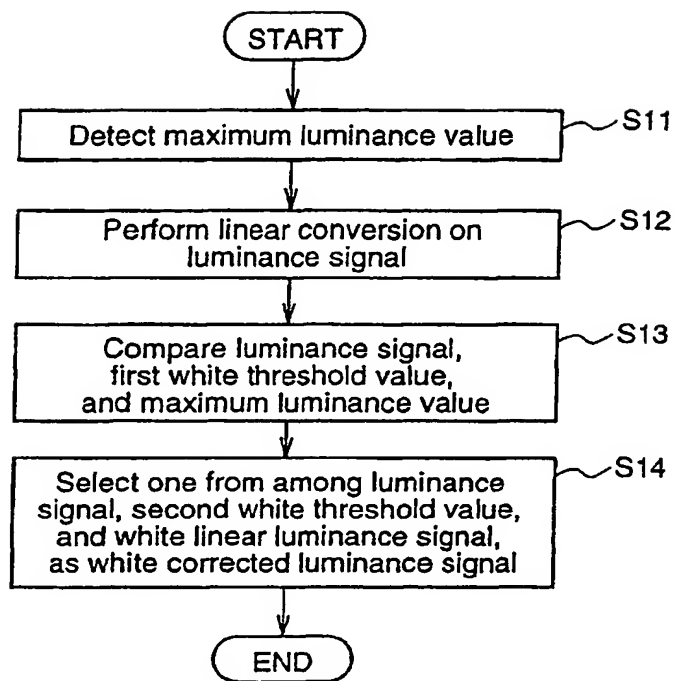 START
Detect maximum luminance value
S11
Perform linear conversion on
luminance signal
S12
Compare luminance signal,
first white threshold value,
and maximum luminance value
S13
Select one from among luminance
signal, second white threshold value,
and white linear luminance signal,
as white corrected luminance signal
S14
END